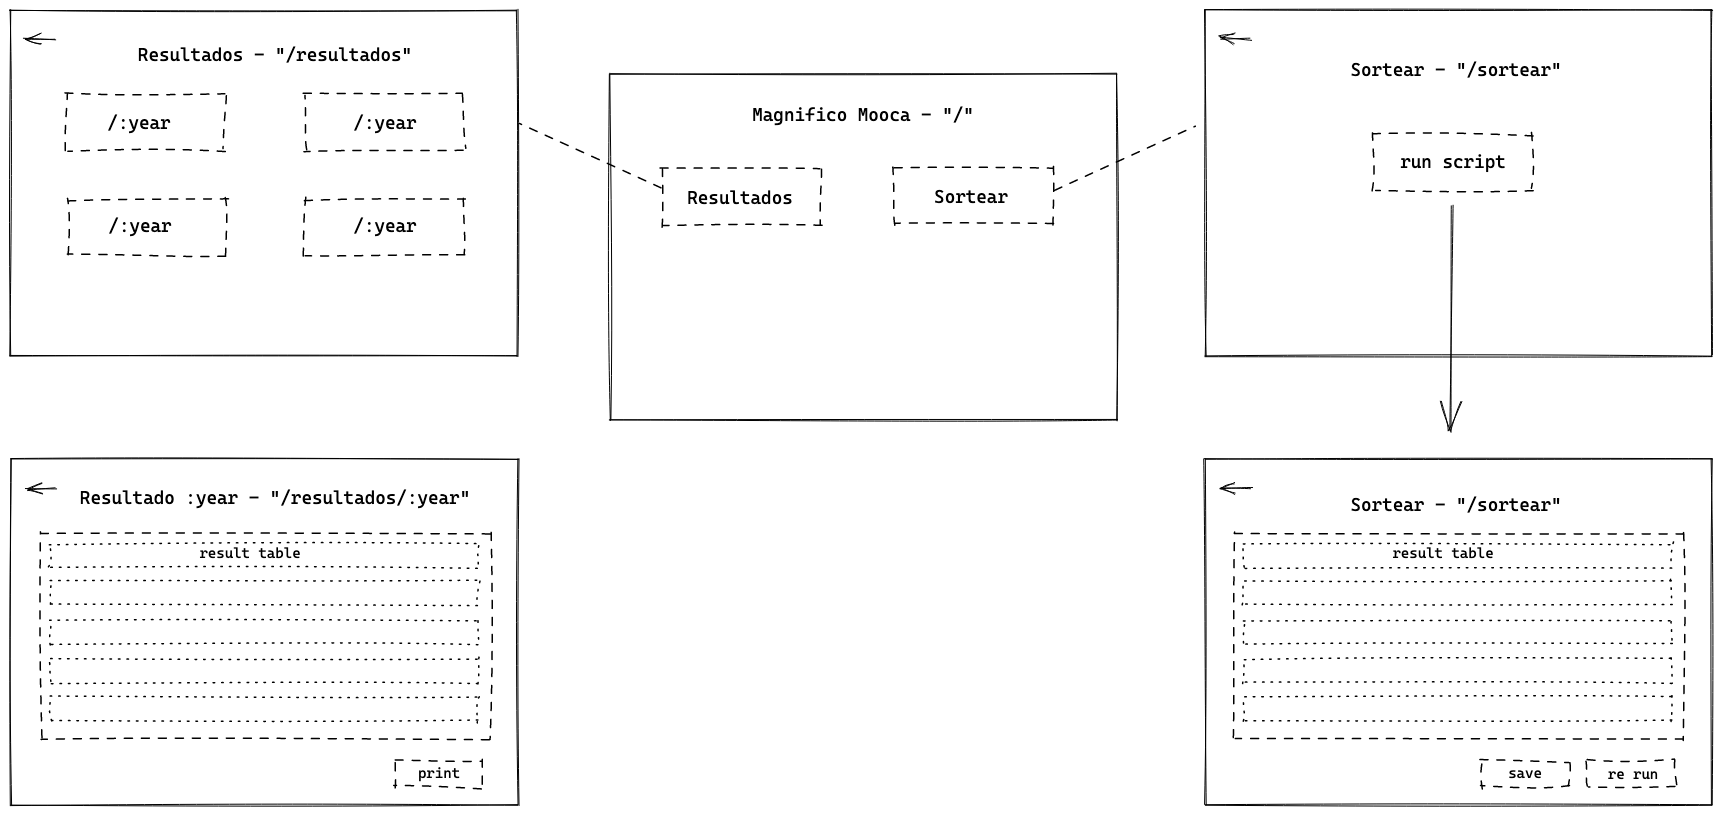 Resultados - "/resultados"
/:year
/:year
/:year
/:year
Magnifico Mooca - "/"
Resultados
Sortear
Sortear - "/sortear"
run script
Resultado :year - "/resultados/:year"
result table
print
Sortear - "/sortear"
result table
save
re run